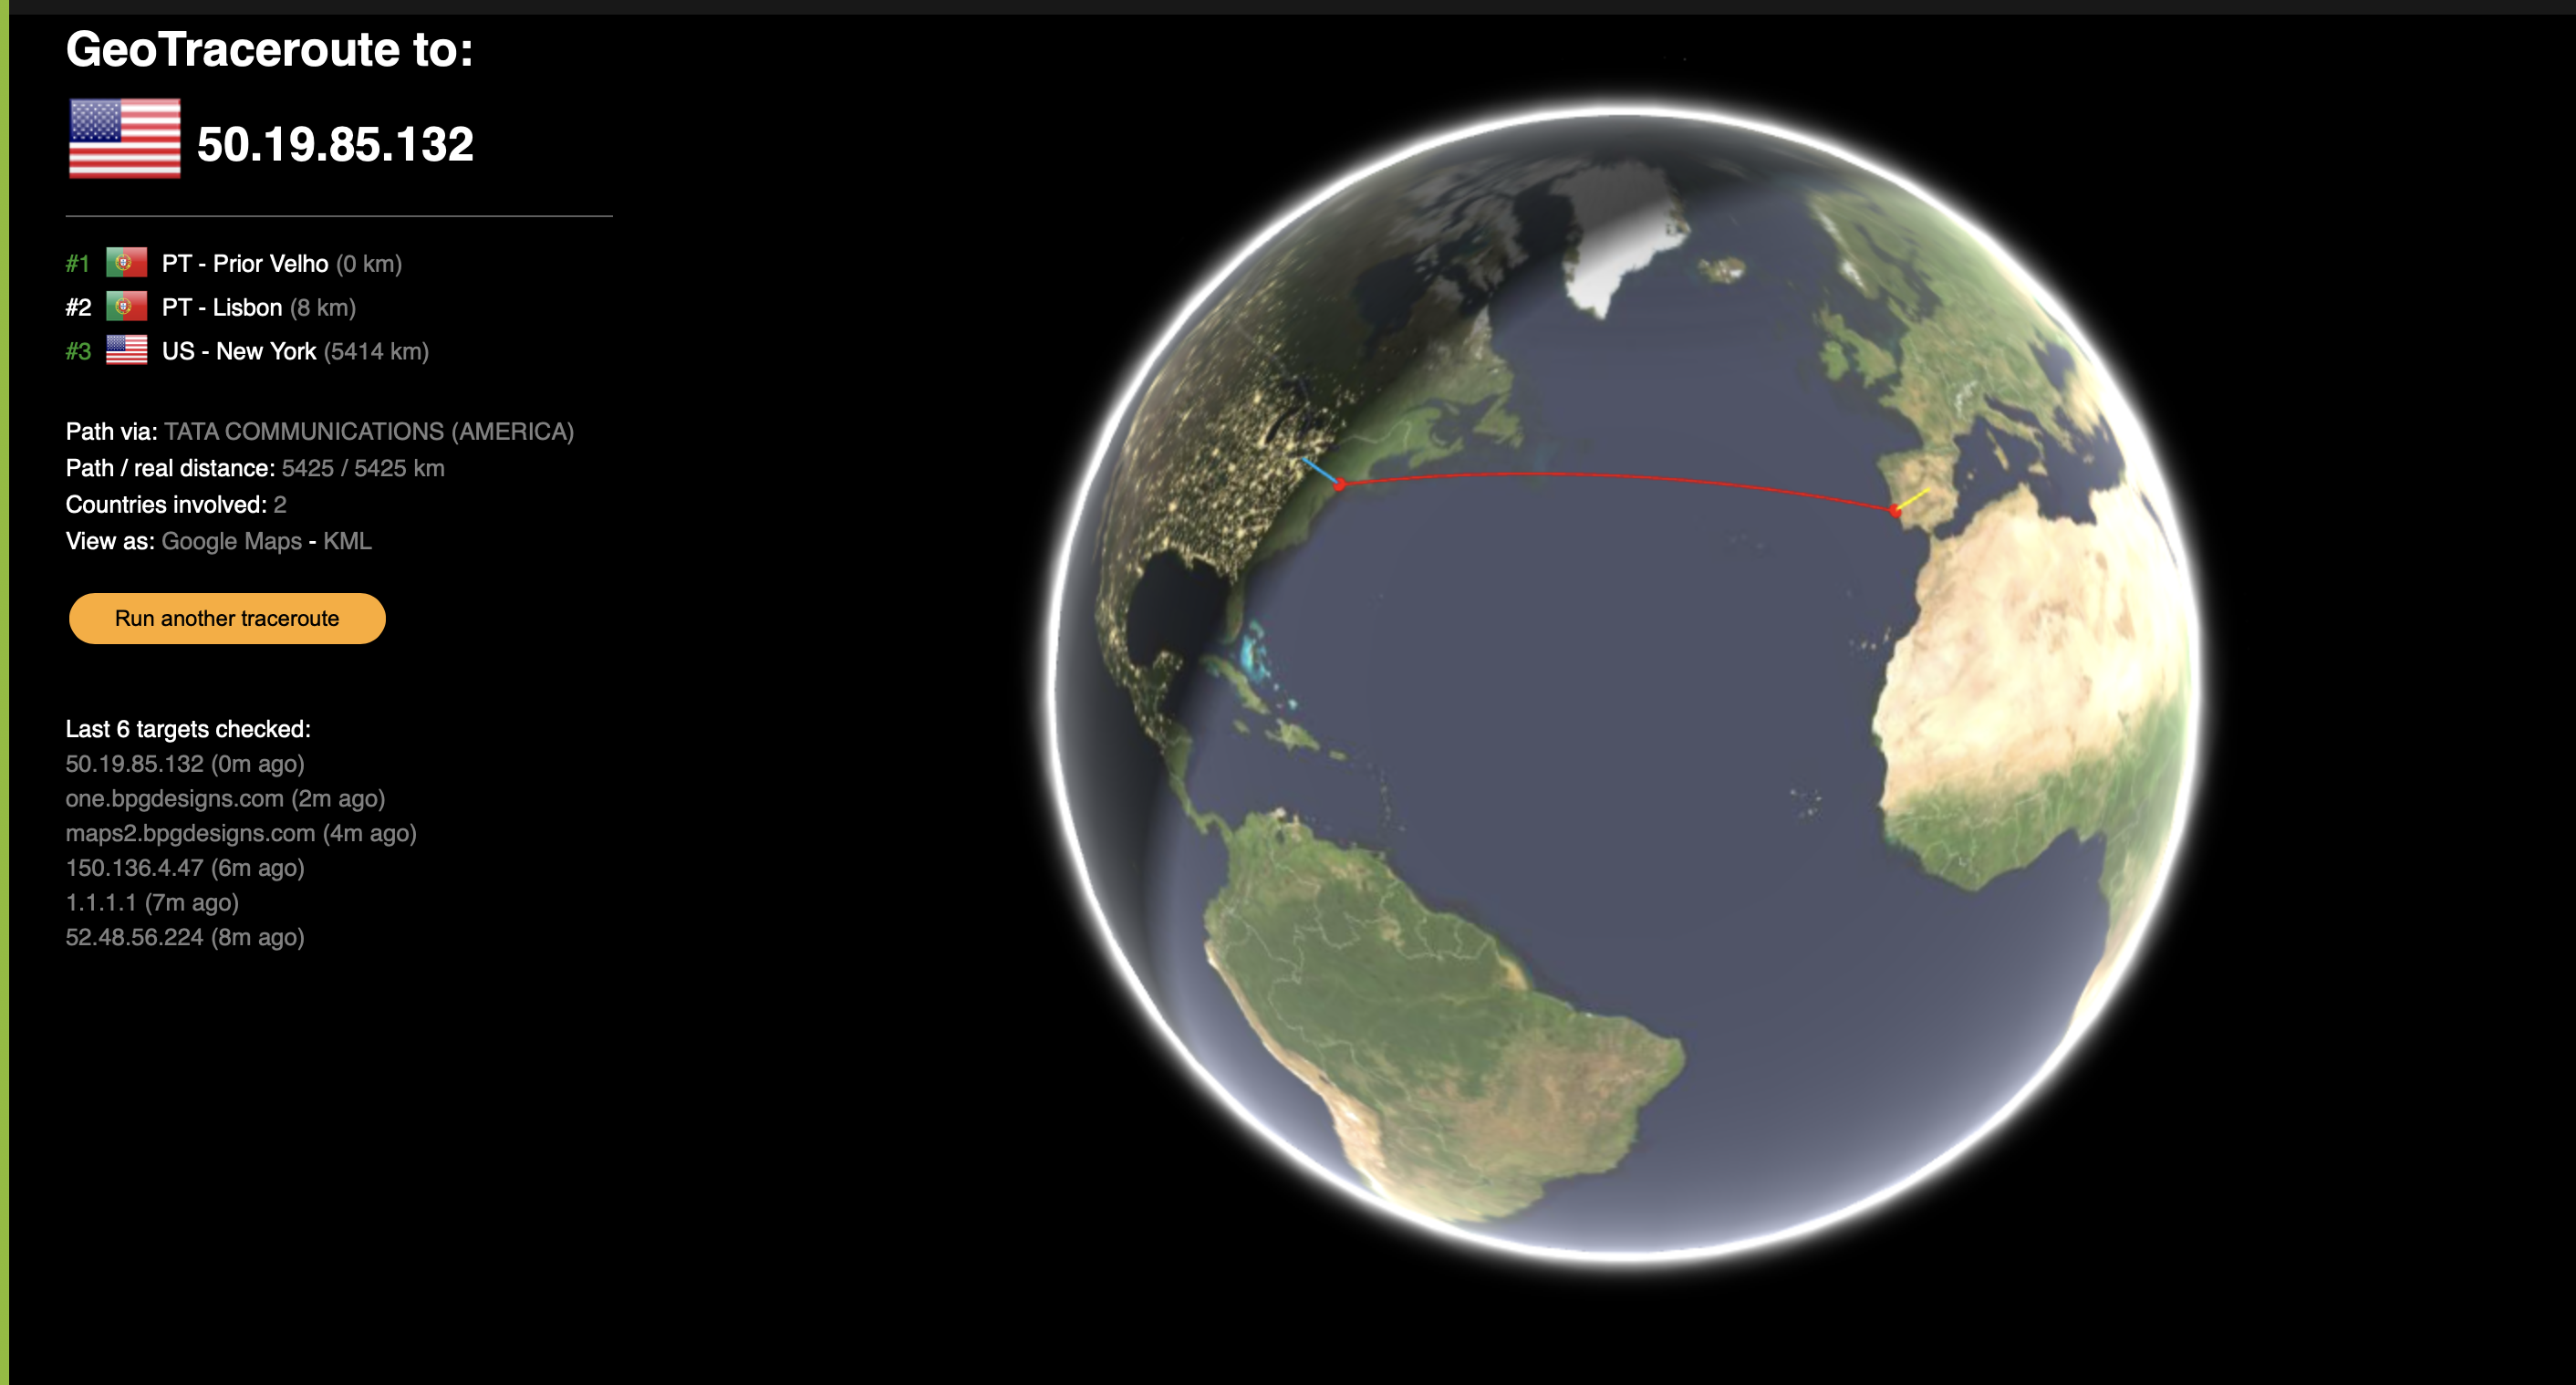 GeoTraceroute to:
50.19.85.132
#1 PT - Prior Velho (0 km)
#2 PT - Lisbon (8 km)
#3 US - New York (5414 km)
Path via: TATA COMMUNICATIONS (AMERICA)
Path / real distance: 5425 / 5425 km
Countries involved: 2
View as: Google Maps - KML
Run another traceroute
Last 6 targets checked:
50.19.85.132 (0m ago)
one.bpgdesigns.com (2m ago)
maps2.bpgdesigns.com (4m ago)
150.136.4.47 (6m ago)
1.1.1.1 (7m ago)
52.48.56.224 (8m ago)